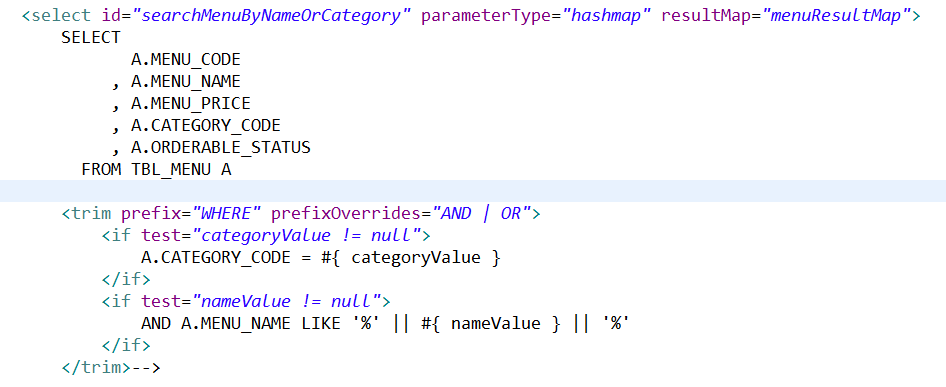 <select id="searchMenuByNameOrCategory" parameterType="hashmap" resultMap="menuResultMap">
    SELECT
           A.MENU_CODE
         , A.MENU_NAME
         , A.MENU_PRICE
         , A.CATEGORY_CODE
         , A.ORDERABLE_STATUS
      FROM TBL_MENU A
    <trim prefix="WHERE" prefixOverrides="AND | OR">
        <if test="categoryValue != null">
            A.CATEGORY_CODE = #{ categoryValue }
        </if>
        <if test="nameValue != null">
            AND A.MENU_NAME LIKE '%' || #{ nameValue } || '%'
        </if>
    </trim>-->